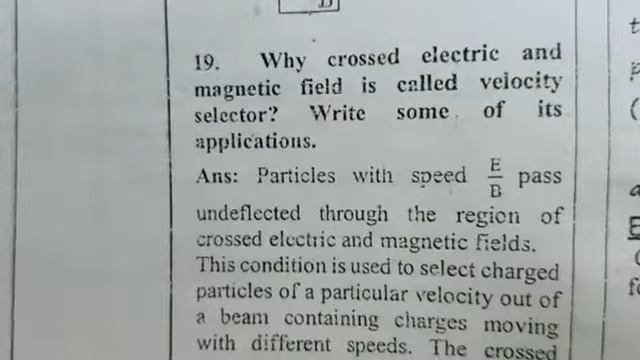 19. Why crossed electric and
magnetic field is called velocity
selector? Write some of its
applications.
Ans: Particles with speed E/B pass
undeflected through the region of
crossed electric and magnetic fields.
This condition is used to select charged
particles of a particular velocity out of
a beam containing charges moving
with different speeds. The crossed